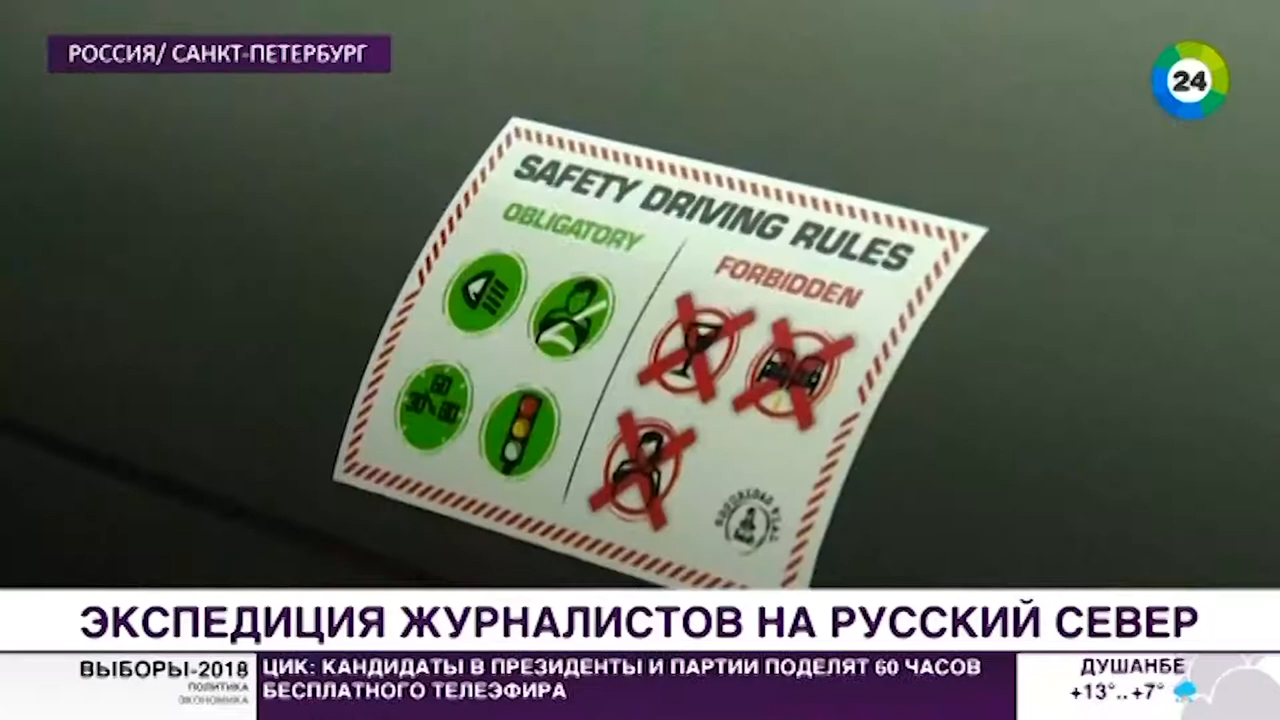 РОССИЯ/ САНКТ-ПЕТЕРБУРГ
24
SAFETY DRIVING RULES
OBLIGATORY
FORBIDDEN
60
30
80
ЭКСПЕДИЦИЯ ЖУРНАЛИСТОВ НА РУССКИЙ СЕВЕР
ВЫБОРЫ-2018
ПОЛИТИКА
ЭКОНОМИКА
ЦИК: КАНДИДАТЫ В ПРЕЗИДЕНТЫ И ПАРТИИ ПОДЕЛЯТ 60 ЧАСОВ
БЕСПЛАТНОГО ТЕЛЕЭФИРА
ДУШАНБЕ
+13°..+7°